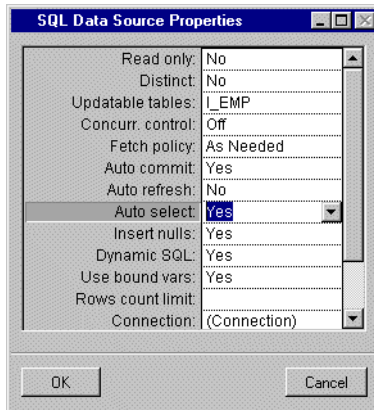 SQL Data Source Properties
Read only: No
Distinct: No
Updatable tables: I_EMP
Concurr. control: Off
Fetch policy: As Needed
Auto commit: Yes
Auto refresh: No
Auto select: Yes
Insert nulls: Yes
Dynamic SQL: Yes
Use bound vars: Yes
Rows count limit:
Connection: (Connection)
OK Cancel